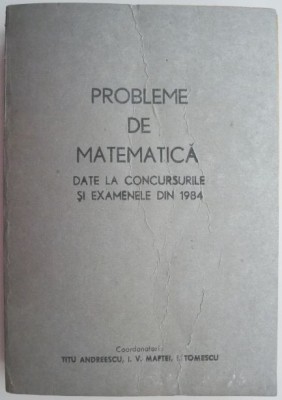 PROBLEME
DE
MATEMATICĂ
DATE LA CONCURSURILE
ȘI EXAMENELE DIN 1984
Coordonatori:
TITU ANDREESCU, I. V. MAFTEI, I. TOMESCU